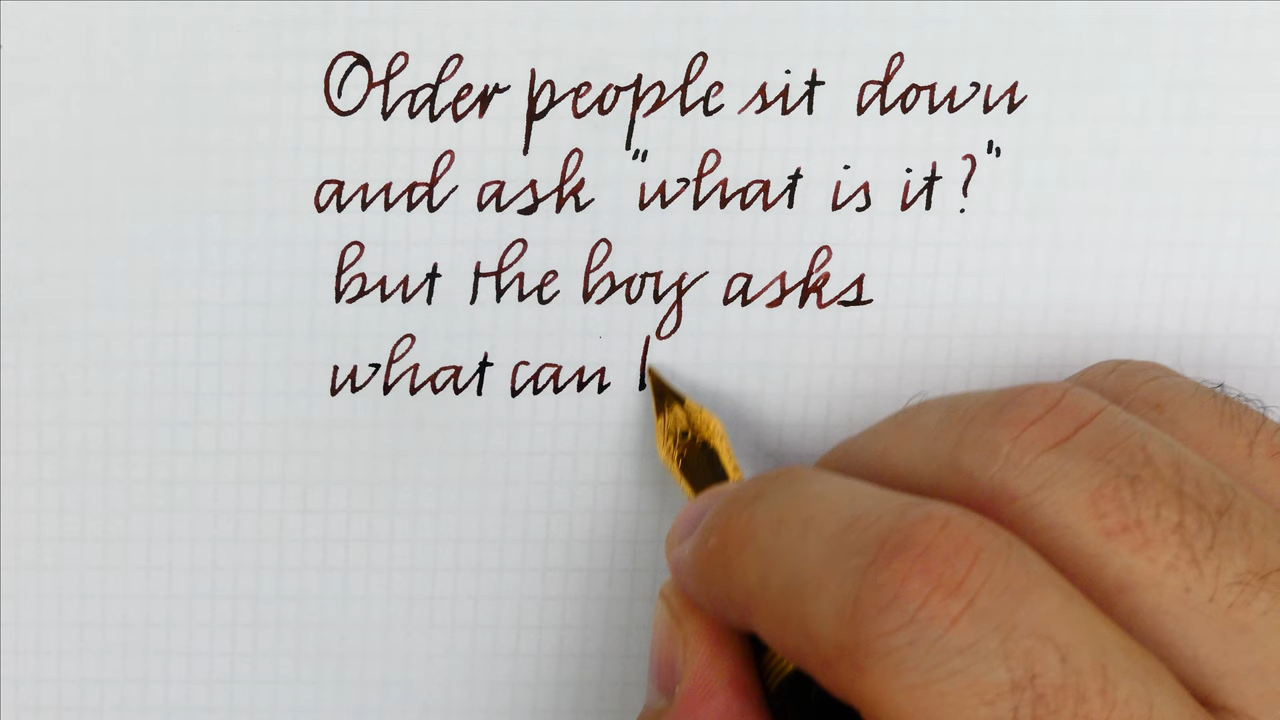 Older people sit down
and ask "what is it?"
but the boy asks
what can I